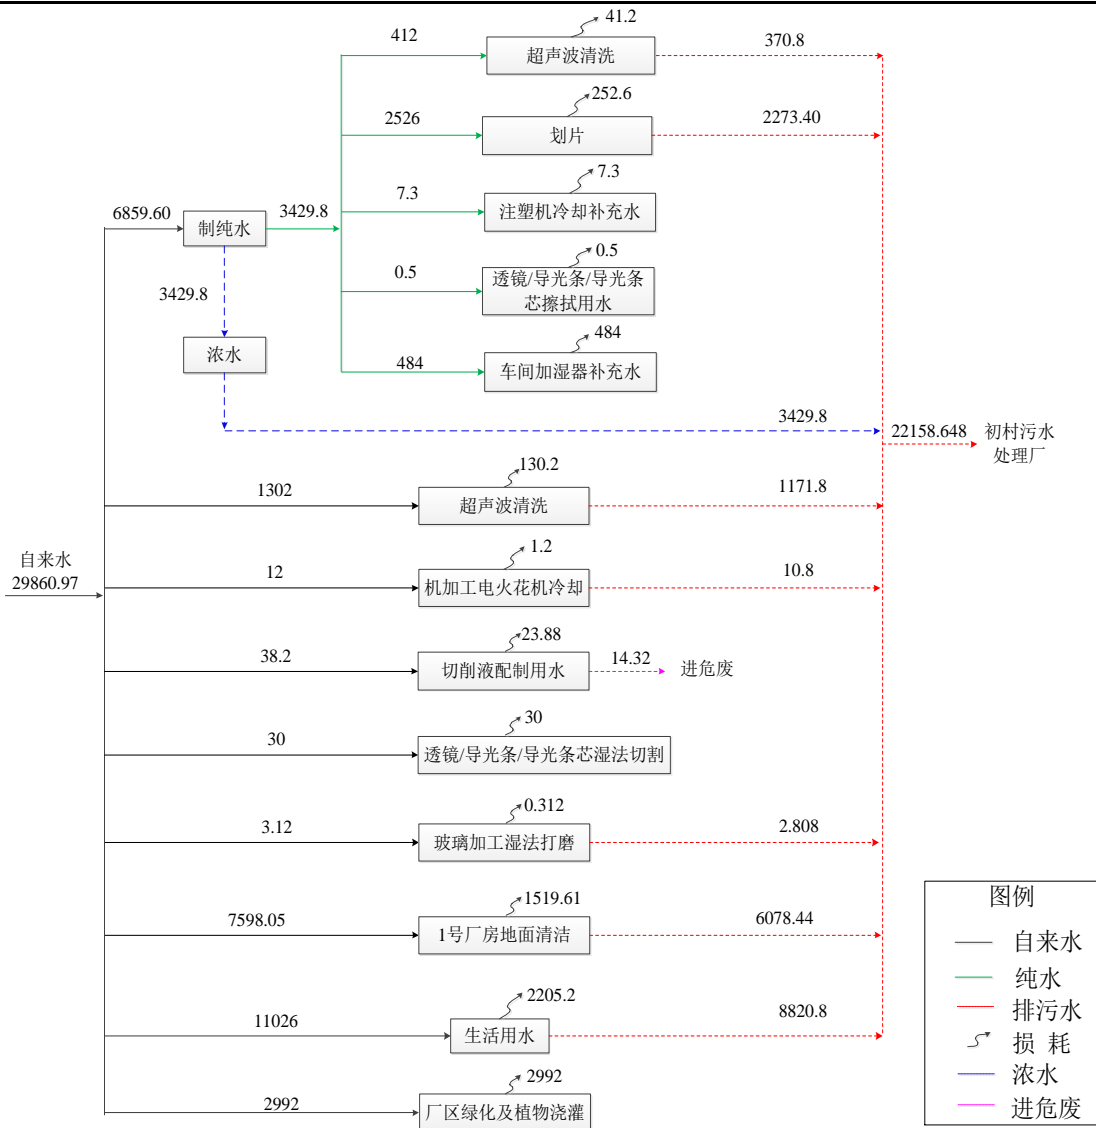 41.2
412
超声波清洗
370.8
252.6
2526
划片
2273.40
7.3
7.3
注塑机冷却补充水
6859.60
制纯水
3429.8
0.5
0.5
透镜/导光条/导光条
芯擦拭用水
3429.8
484
484
车间加湿器补充水
浓水
3429.8
22158.648
初村污水
处理厂
130.2
1302
超声波清洗
1171.8
自来水
29860.97
1.2
12
机加工电火花机冷却
10.8
23.88
38.2
切削液配制用水
14.32
进危废
30
30
透镜/导光条/导光条芯湿法切割
0.312
3.12
玻璃加工湿法打磨
2.808
1519.61
7598.05
1号厂房地面清洁
6078.44
2205.2
11026
生活用水
8820.8
2992
2992
厂区绿化及植物浇灌
图例
自来水
纯水
排污水
损 耗
浓水
进危废